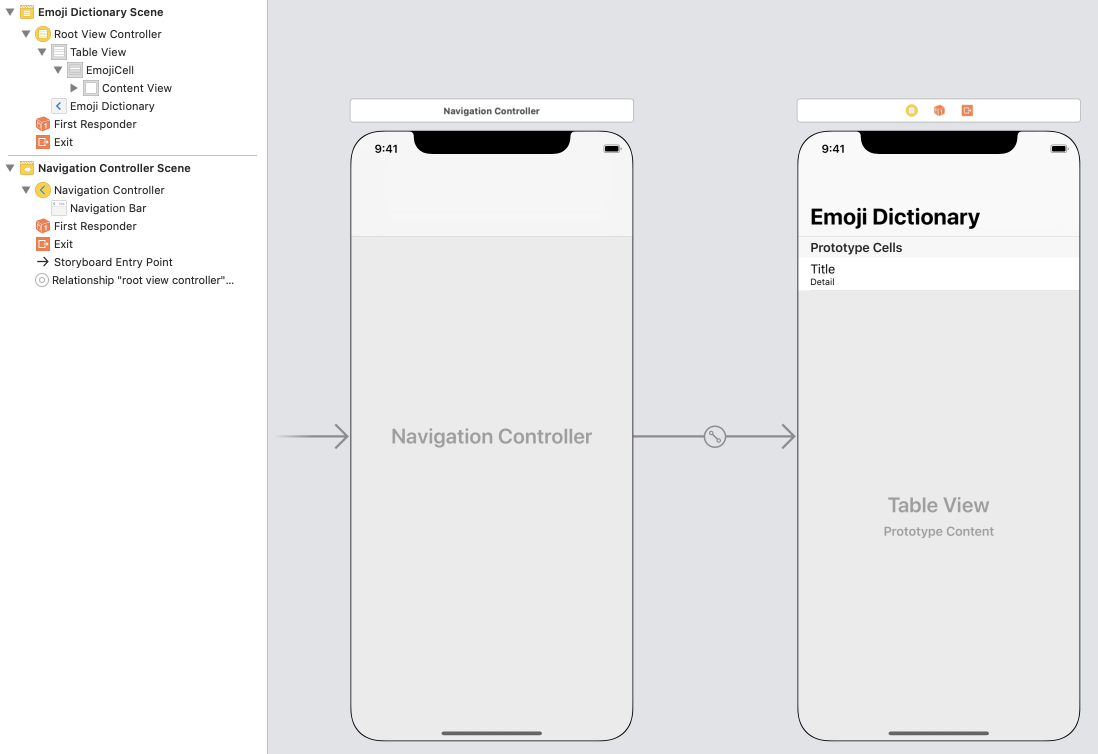 Emoji Dictionary Scene
Root View Controller
Table View
EmojiCell
Content View
Emoji Dictionary
First Responder
Exit
Navigation Controller Scene
Navigation Controller
Navigation Bar
First Responder
Exit
Storyboard Entry Point
Relationship "root view controller"...
Navigation Controller
9:41
Navigation Controller
9:41
Emoji Dictionary
Prototype Cells
Title
Detail
Table View
Prototype Content